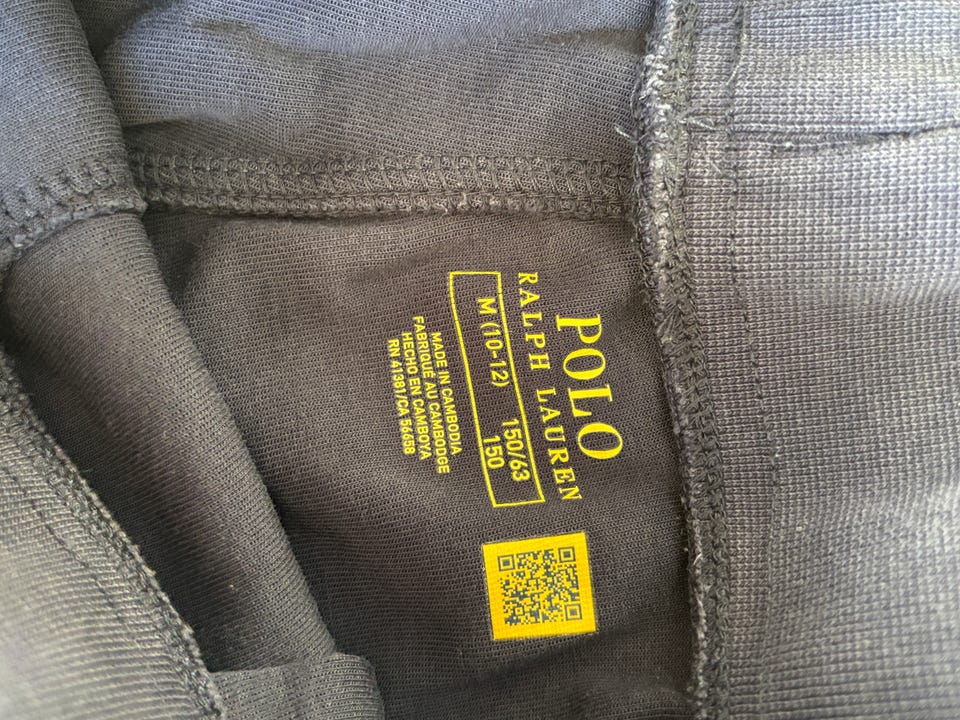 POLO
RALPH LAUREN
M (10-12) 150/63
150
MADE IN CAMBODIA
FABRIQUÉ AU CAMBODGE
HECHO EN CAMBOYA
RN 41381/CA 56658